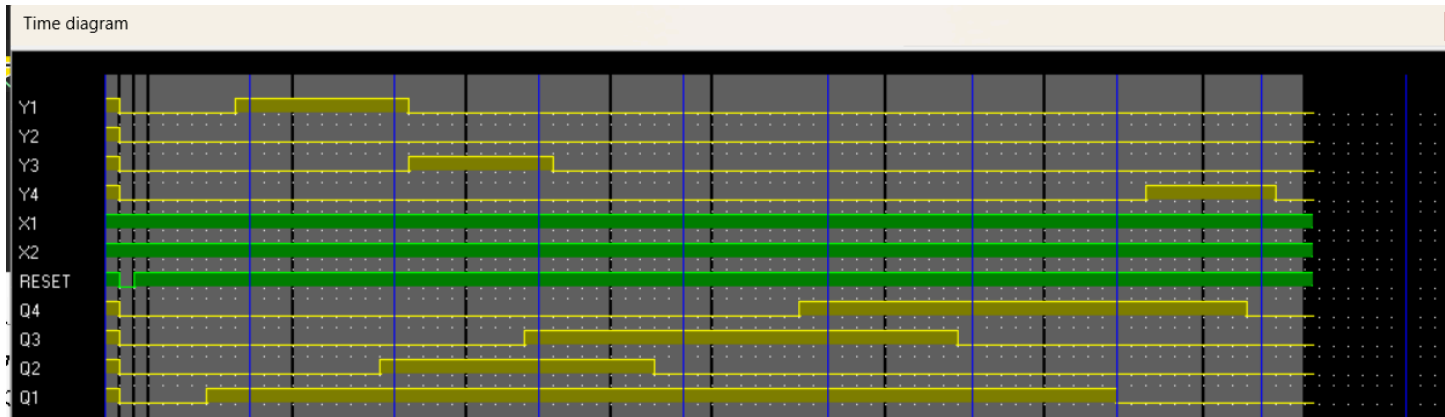 Time diagram
Y1
Y2
Y3
Y4
X1
X2
RESET
Q4
Q3
Q2
Q1